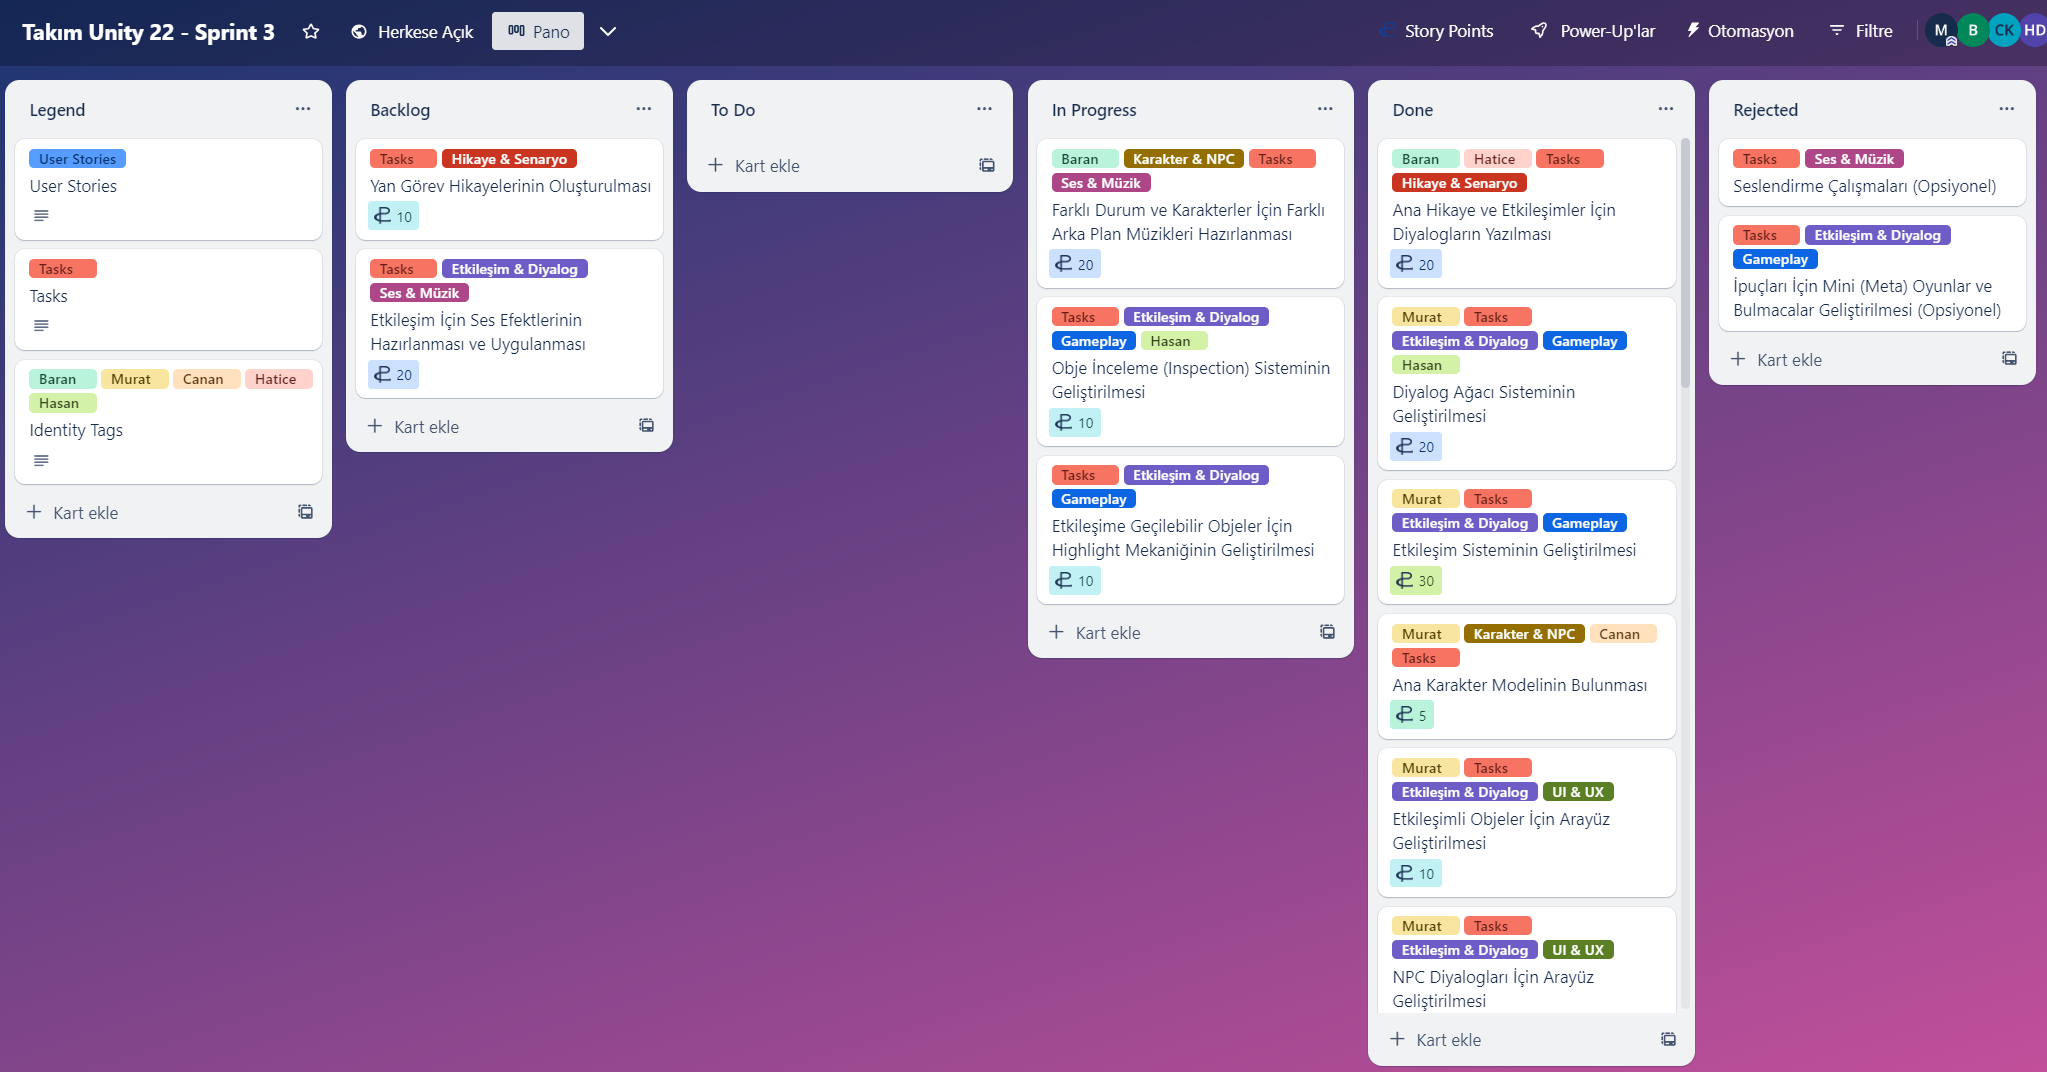 Takım Unity 22 - Sprint 3
Herkese Açık
Pano
Story Points
Power-Up'lar
Otomasyon
Filtre
M
B
CK
HD
Legend
User Stories
User Stories
Tasks
Tasks
Baran Murat Canan Hatice
Hasan
Identity Tags
Kart ekle
Backlog
Tasks Hikaye & Senaryo
Yan Görev Hikayelerinin Oluşturulması
10
Tasks Etkileşim & Diyalog
Ses & Müzik
Etkileşim İçin Ses Efektlerinin
Hazırlanması ve Uygulanması
20
Kart ekle
To Do
Kart ekle
In Progress
Baran Karakter & NPC Tasks
Ses & Müzik
Farklı Durum ve Karakterler İçin Farklı
Arka Plan Müzikleri Hazırlanması
20
Tasks Etkileşim & Diyalog
Gameplay Hasan
Obje İnceleme (Inspection) Sisteminin
Geliştirilmesi
10
Tasks Etkileşim & Diyalog
Gameplay
Etkileşime Geçilebilir Objeler İçin
Highlight Mekaniğinin Geliştirilmesi
10
Kart ekle
Done
Baran Hatice Tasks
Hikaye & Senaryo
Ana Hikaye ve Etkileşimler İçin
Diyalogların Yazılması
20
Murat Tasks
Etkileşim & Diyalog Gameplay
Hasan
Diyalog Ağacı Sisteminin
Geliştirilmesi
20
Murat Tasks
Etkileşim & Diyalog Gameplay
Etkileşim Sisteminin Geliştirilmesi
30
Murat Karakter & NPC Canan
Tasks
Ana Karakter Modelinin Bulunması
5
Murat Tasks
Etkileşim & Diyalog UI & UX
Etkileşimli Objeler İçin Arayüz
Geliştirilmesi
10
Murat Tasks
Etkileşim & Diyalog UI & UX
NPC Diyalogları İçin Arayüz
Geliştirilmesi
Kart ekle
Rejected
Tasks Ses & Müzik
Seslendirme Çalışmaları (Opsiyonel)
Tasks Etkileşim & Diyalog
Gameplay
İpuçları İçin Mini (Meta) Oyunlar ve
Bulmacalar Geliştirilmesi (Opsiyonel)
Kart ekle